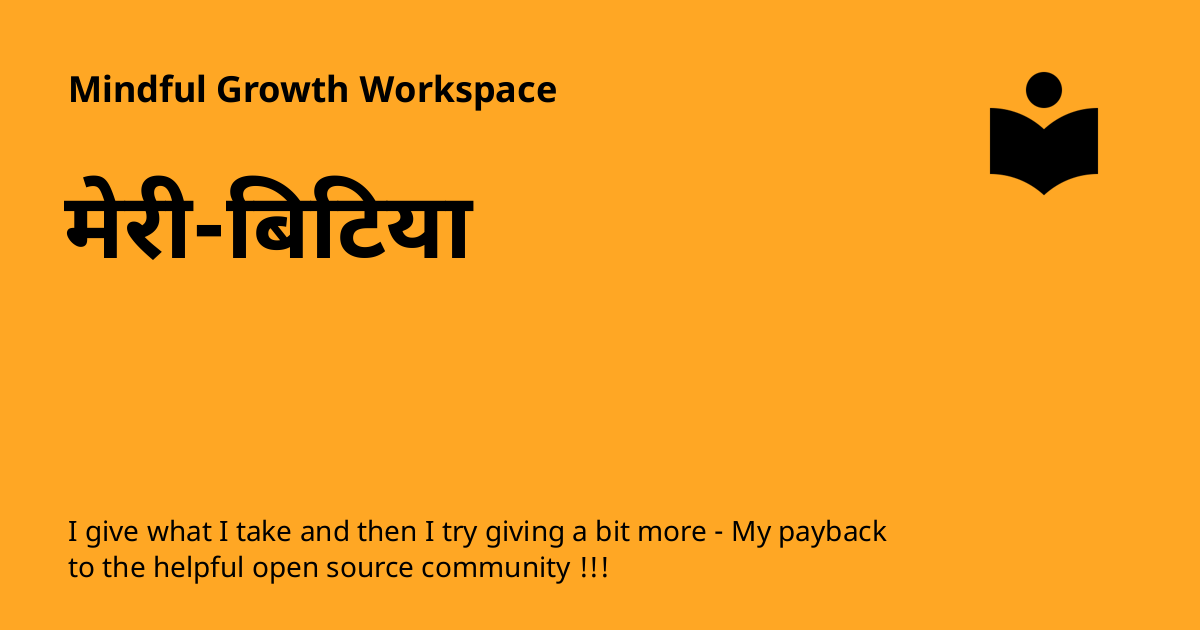 Mindful Growth Workspace
मेरी-बिटिया
I give what I take and then I try giving a bit more - My payback
to the helpful open source community !!!